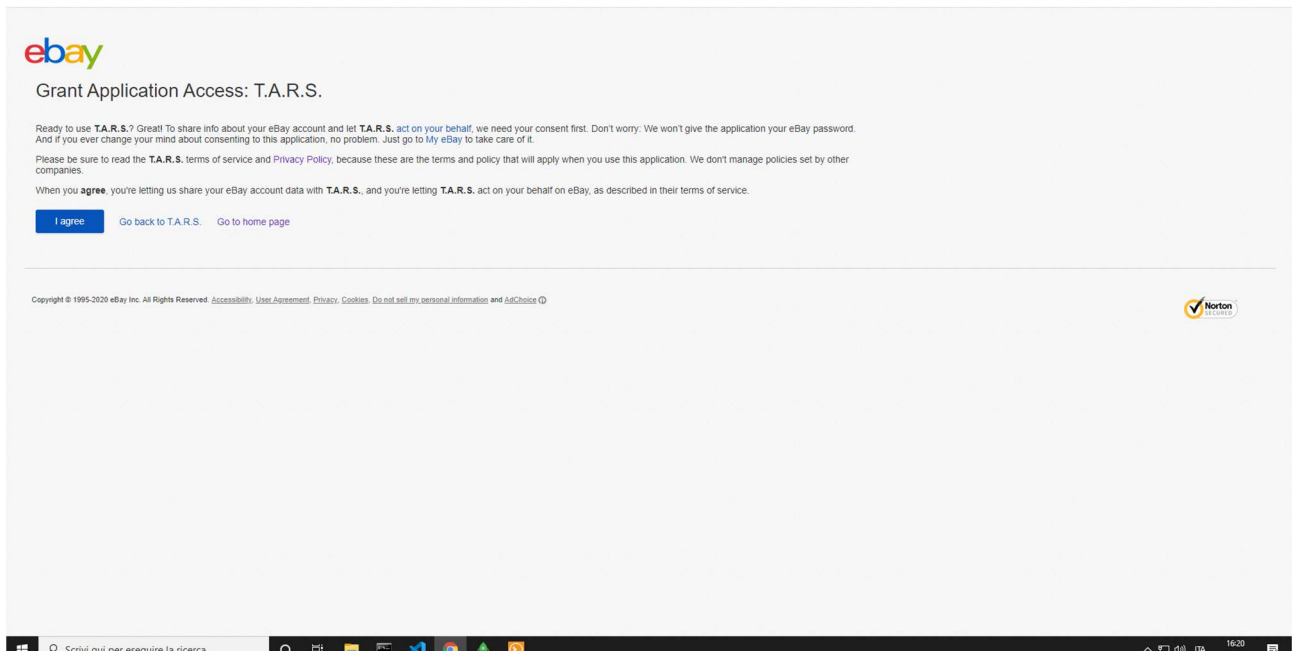 ebay
Grant Application Access: T.A.R.S.
Ready to use T.A.R.S.? Great! To share info about your eBay account and let T.A.R.S. act on your behalf, we need your consent first. Don't worry: We won't give the application your eBay password.
And if you ever change your mind about consenting to this application, no problem. Just go to My eBay to take care of it.
Please be sure to read the T.A.R.S. terms of service and Privacy Policy, because these are the terms and policy that will apply when you use this application. We don't manage policies set by other
companies.
When you agree, you're letting us share your eBay account data with T.A.R.S., and you're letting T.A.R.S. act on your behalf on eBay, as described in their terms of service.
I agree Go back to T.A.R.S. Go to home page
Copyright © 1995-2020 eBay Inc. All Rights Reserved. Accessibility, User Agreement, Privacy, Cookies, Do not sell my personal information and AdChoice
Norton
SECURED
Scrivi qui per eseguire la ricerca ITA 16:20